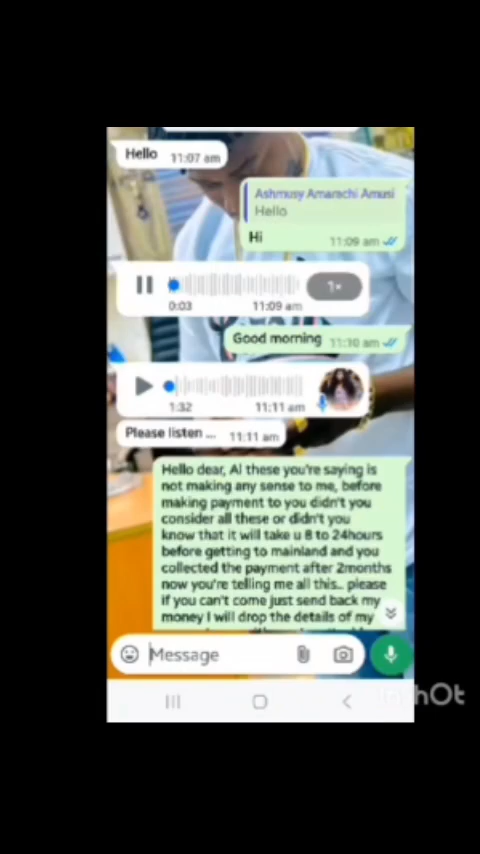 Hello 11:07 am
Ashmusy Amarachi Amusi
Hello
Hi 11:09 am
1×
0:03 11:09 am
Good morning 11:10 am
1:32 11:11 am
Please listen ... 11:11 am
Hello dear, Al these you're saying is
not making any sense to me, before
making payment to you didn't you
consider all these or didn't you
know that it will take u 8 to 24hours
before getting to mainland and you
collected the payment after 2months
now you're telling me all this.. please
if you can't come just send back my
money I will drop the details of my
Message